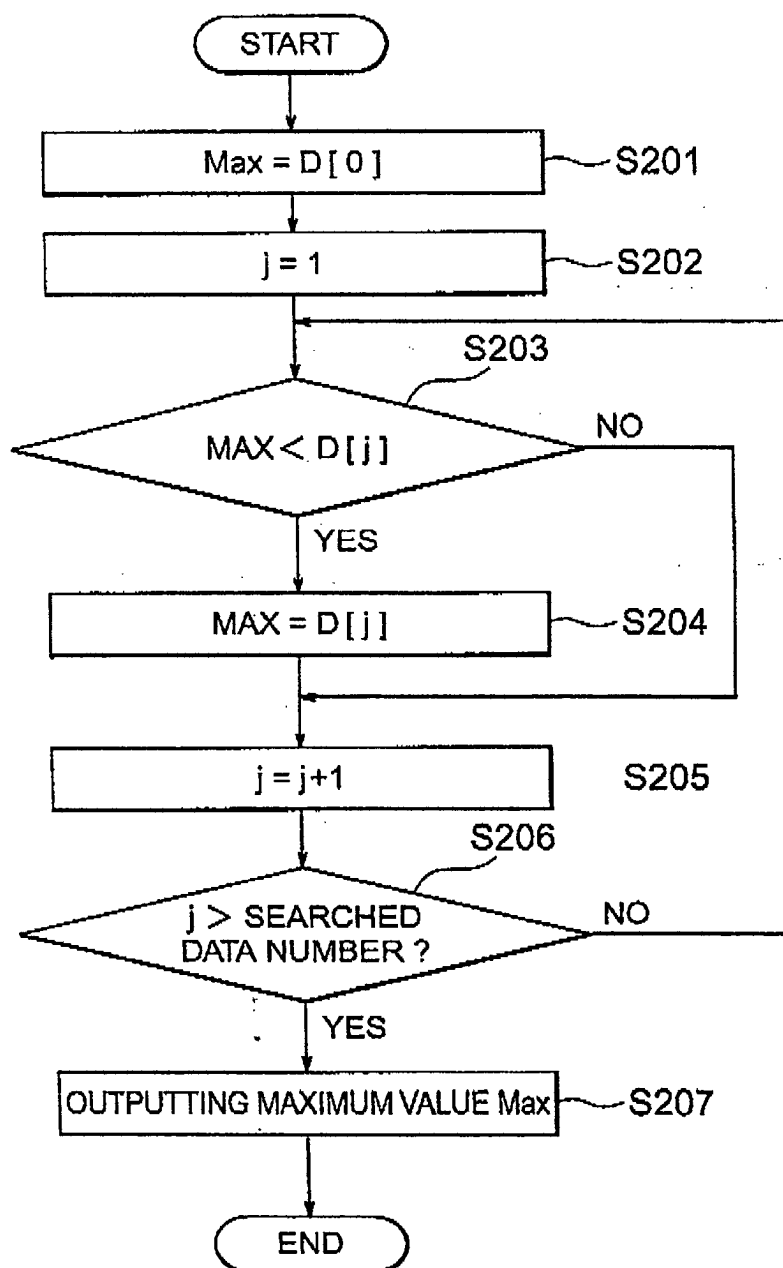 START
Max = D [ 0 ]
S201
j = 1
S202
S203
MAX < D [ j ]
NO
YES
MAX = D [ j ]
S204
j = j+1
S205
S206
j > SEARCHED
DATA NUMBER ?
NO
YES
OUTPUTTING MAXIMUM VALUE Max
S207
END